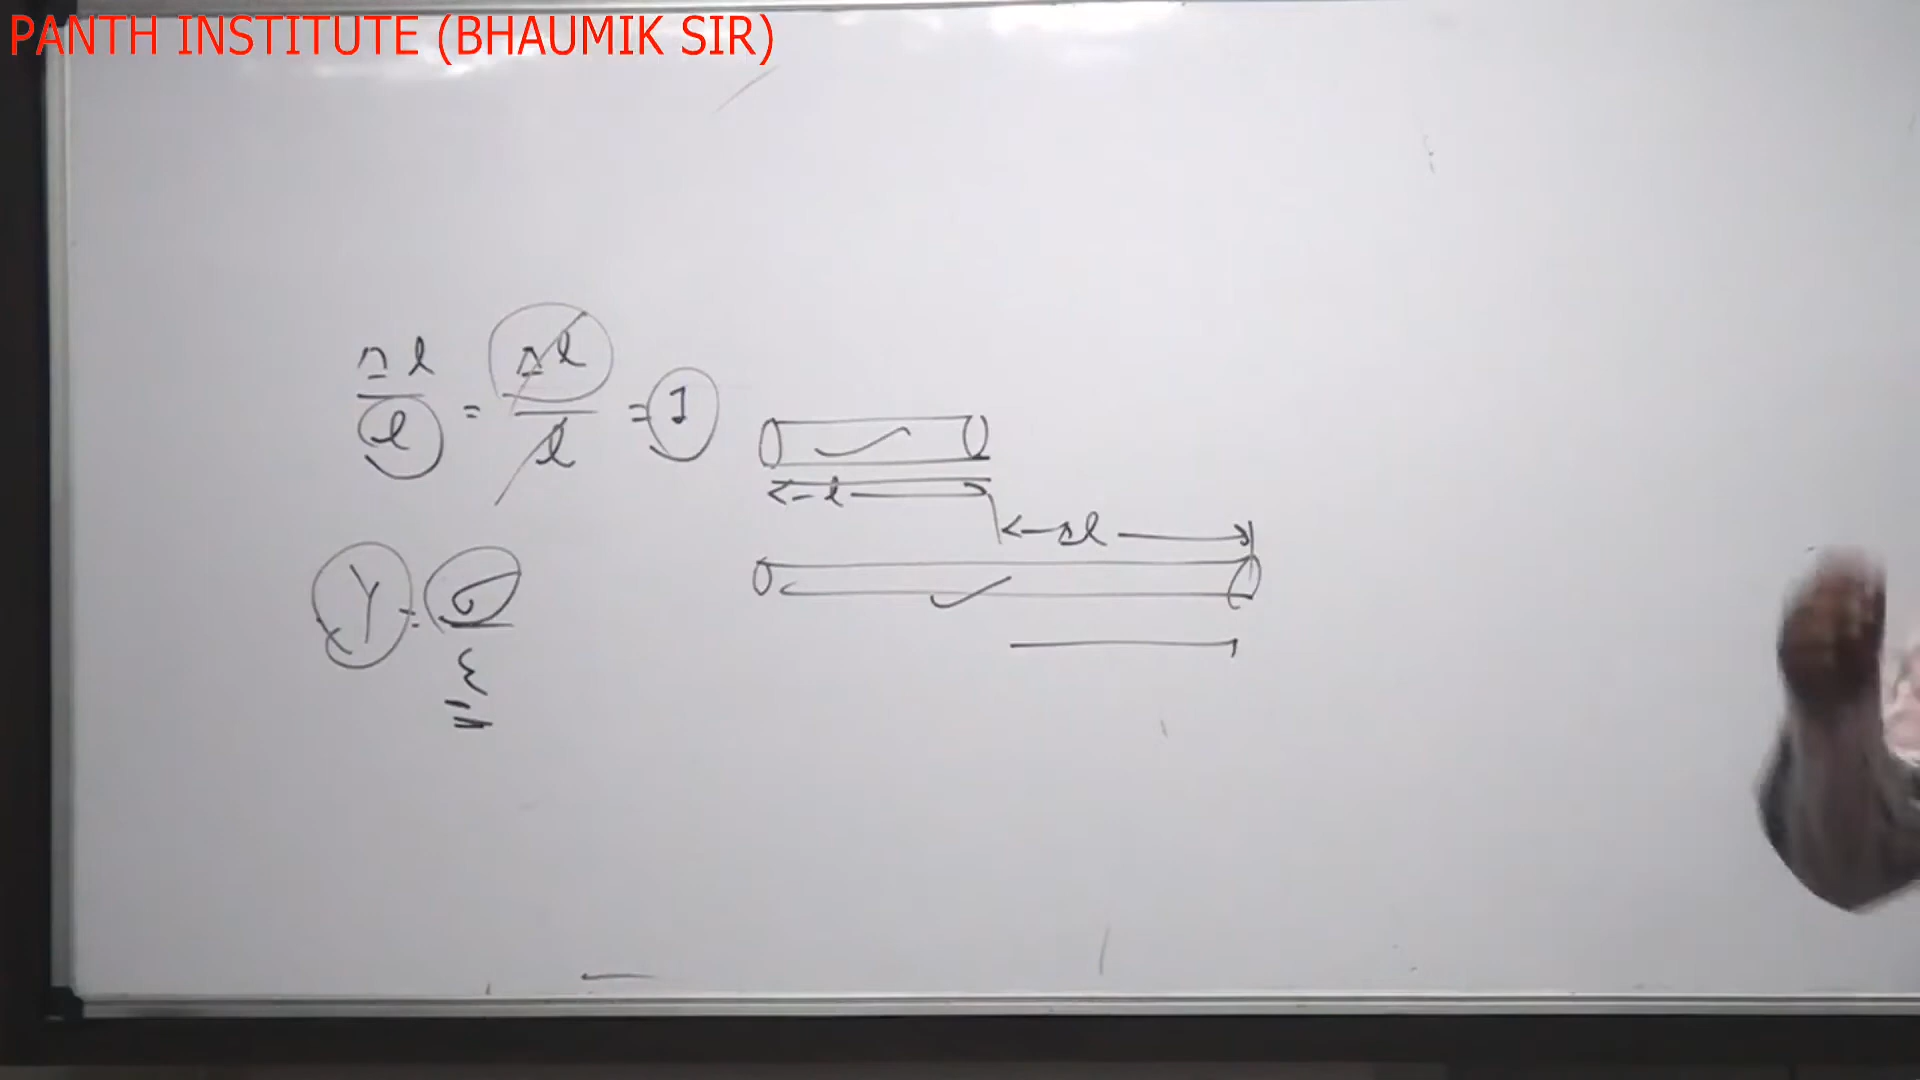 PANTH INSTITUTE (BHAUMIK SIR)
Δl/l = Δl/l = 1
l
Δl
Y = σ/ε